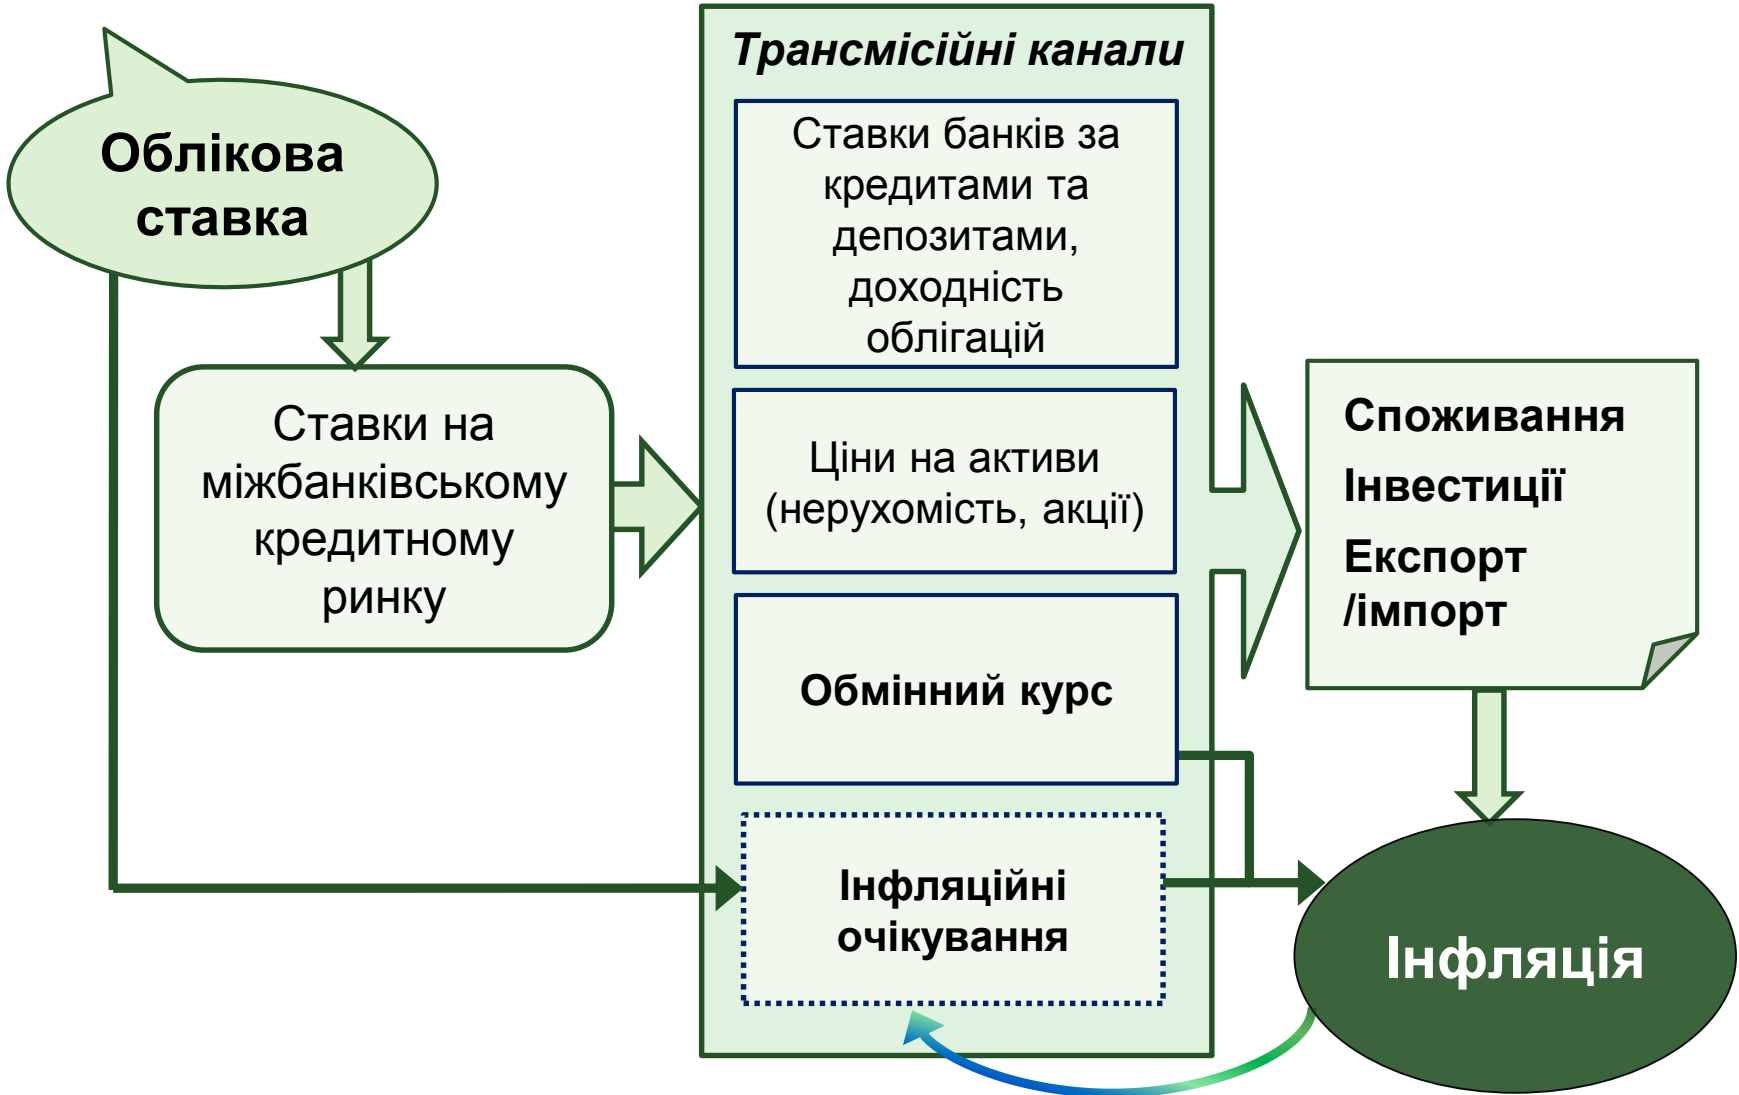 Облікова
ставка
Ставки на
міжбанківському
кредитному
ринку
Трансмісійні канали
Ставки банків за
кредитами та
депозитами,
доходність
облігацій
Ціни на активи
(нерухомість, акції)
Обмінний курс
Інфляційні
очікування
Споживання
Інвестиції
Експорт
/імпорт
Інфляція